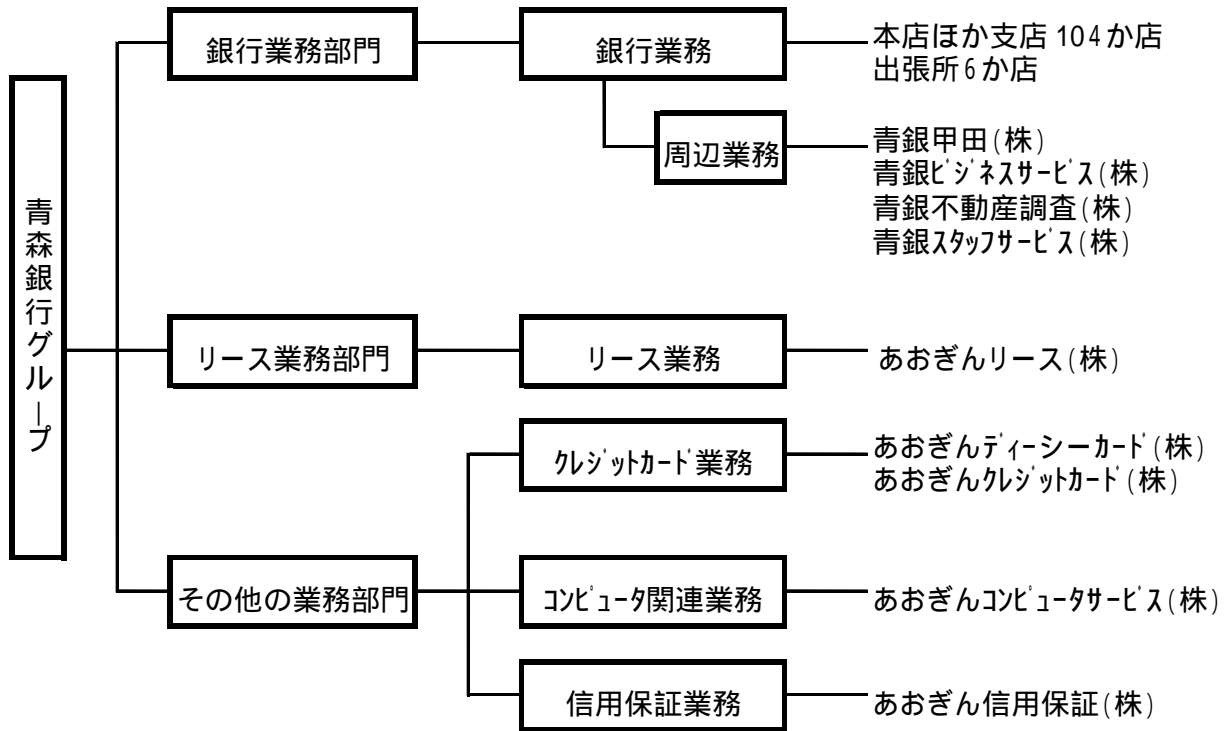 青森銀行グループ
銀行業務部門
銀行業務
本店ほか支店 104か店
出張所6か店
周辺業務
青銀甲田(株)
青銀ﾋﾞｼﾞﾈｽｻｰﾋﾞｽ(株)
青銀不動産調査(株)
青銀ｽﾀｯﾌｻｰﾋﾞｽ(株)
リース業務部門
リース業務
あおぎんリース(株)
その他の業務部門
ｸﾚｼﾞｯﾄｶｰﾄﾞ業務
あおぎんﾃﾞｨｰシーカｰﾄﾞ(株)
あおぎんｸﾚｼﾞｯﾄｶｰﾄﾞ(株)
ｺﾝﾋﾟｭｰﾀ関連業務
あおぎんｺﾝﾋﾟｭｰﾀｻｰﾋﾞｽ(株)
信用保証業務
あおぎん信用保証(株)